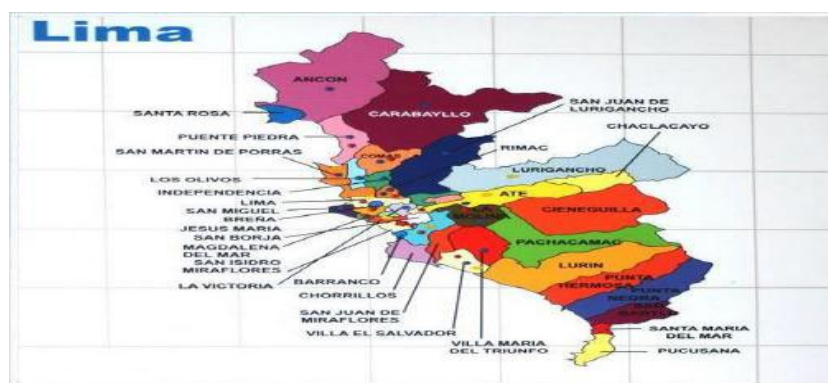 Lima
ANCON
SANTA ROSA
CARABAYLLO
SAN JUAN DE
LURIGANCHO
PUENTE PIEDRA
CHACLACAYO
SAN MARTIN DE PORRAS
COMAS
RIMAC
LOS OLIVOS
LURIGANCHO
INDEPENDENCIA
ATE
LIMA
SAN MIGUEL
BREÑA
LA
MOLINA
CIENEGUILLA
JESUS MARIA
SAN BORJA
MAGDALENA
DEL MAR
SAN ISIDRO
MIRAFLORES
LA VICTORIA
PACHACAMAC
BARRANCO
CHORRILLOS
LURIN
PUNTA
HERMOSA
PUNTA
NEGRA
SAN JUAN DE
MIRAFLORES
VILLA EL SALVADOR
VILLA MARIA
DEL TRIUNFO
SANTA MARIA
DEL MAR
PUCUSANA